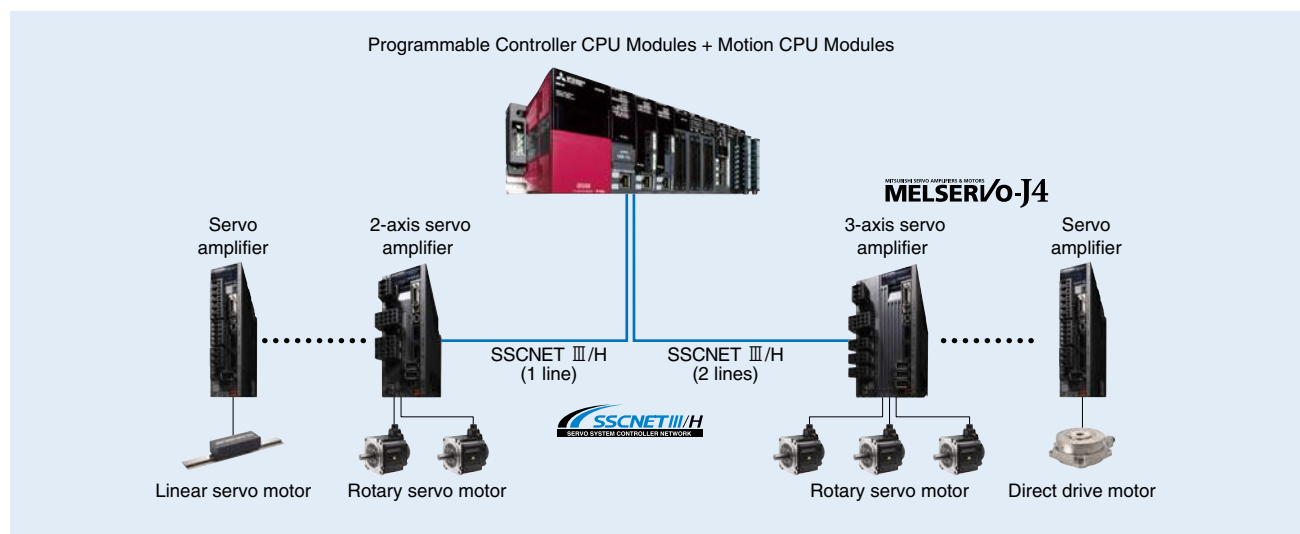 Programmable Controller CPU Modules + Motion CPU Modules
MITSUBISHI SERVO AMPLIFIERS & MOTORS
MELSERVO-J4
Servo
amplifier
2-axis servo
amplifier
3-axis servo
amplifier
Servo
amplifier
SSCNET Ⅲ/H
(1 line)
SSCNET Ⅲ/H
(2 lines)
SSCNETⅢ/H
SERVO SYSTEM CONTROLLER NETWORK
Linear servo motor
Rotary servo motor
Rotary servo motor
Direct drive motor